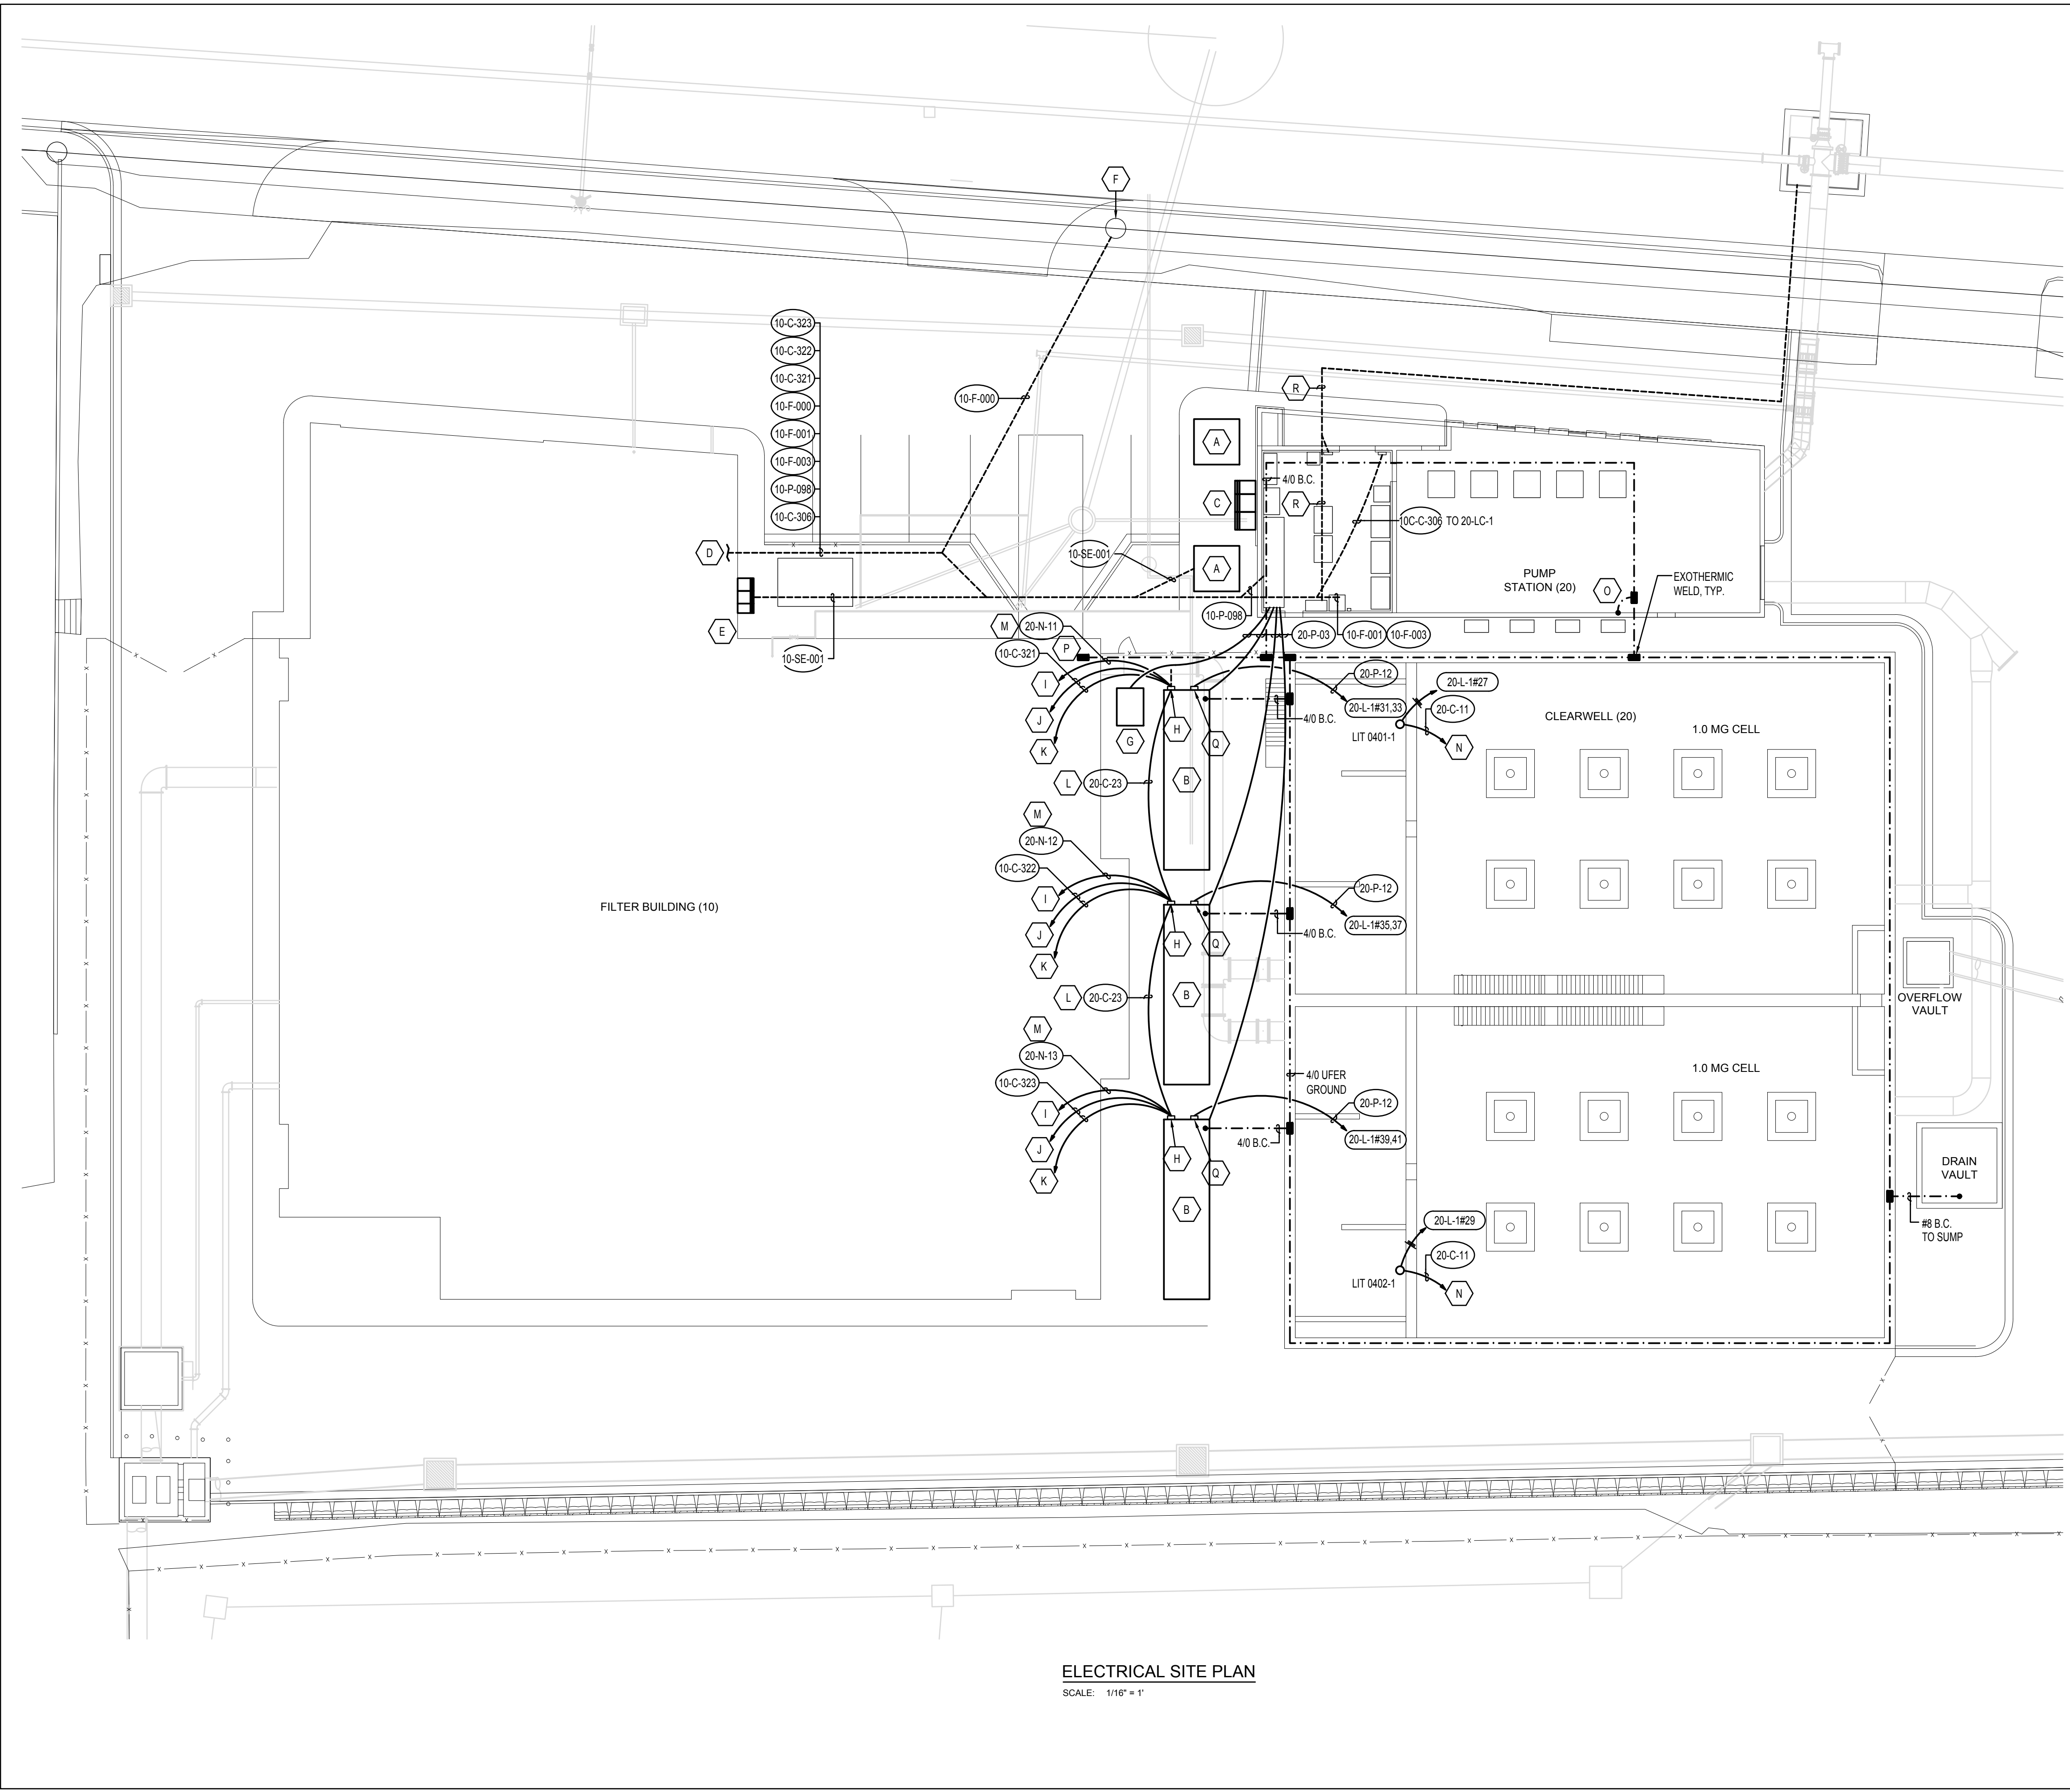 F
10-C-323
10-C-322
10-C-321
10-F-000
10-F-001
10-F-003
10-P-098
10-C-306
10-F-000
R
A
C
4/0 B.C.
R
10C-C-306 TO 20-LC-1
D
10-SE-001
A
PUMP
STATION (20)
O
EXOTHERMIC
WELD, TYP.
E
10-SE-001
10-P-098
M
20-N-11
20-P-03
10-F-001
10-F-003
10-C-321
P
I
J
K
G
H
Q
B
4/0 B.C.
20-P-12
20-L-1#31,33
20-L-1#27
20-C-11
LIT 0401-1
N
CLEARWELL (20)
1.0 MG CELL
L
20-C-23
M
20-N-12
10-C-322
I
J
K
H
Q
B
4/0 B.C.
20-P-12
20-L-1#35,37
FILTER BUILDING (10)
L
20-C-23
OVERFLOW
VAULT
M
20-N-13
10-C-323
I
J
K
H
Q
B
4/0 UFER
GROUND
4/0 B.C.
20-P-12
20-L-1#39,41
1.0 MG CELL
DRAIN
VAULT
#8 B.C.
TO SUMP
20-L-1#29
20-C-11
LIT 0402-1
N
ELECTRICAL SITE PLAN
SCALE: 1/16" = 1'